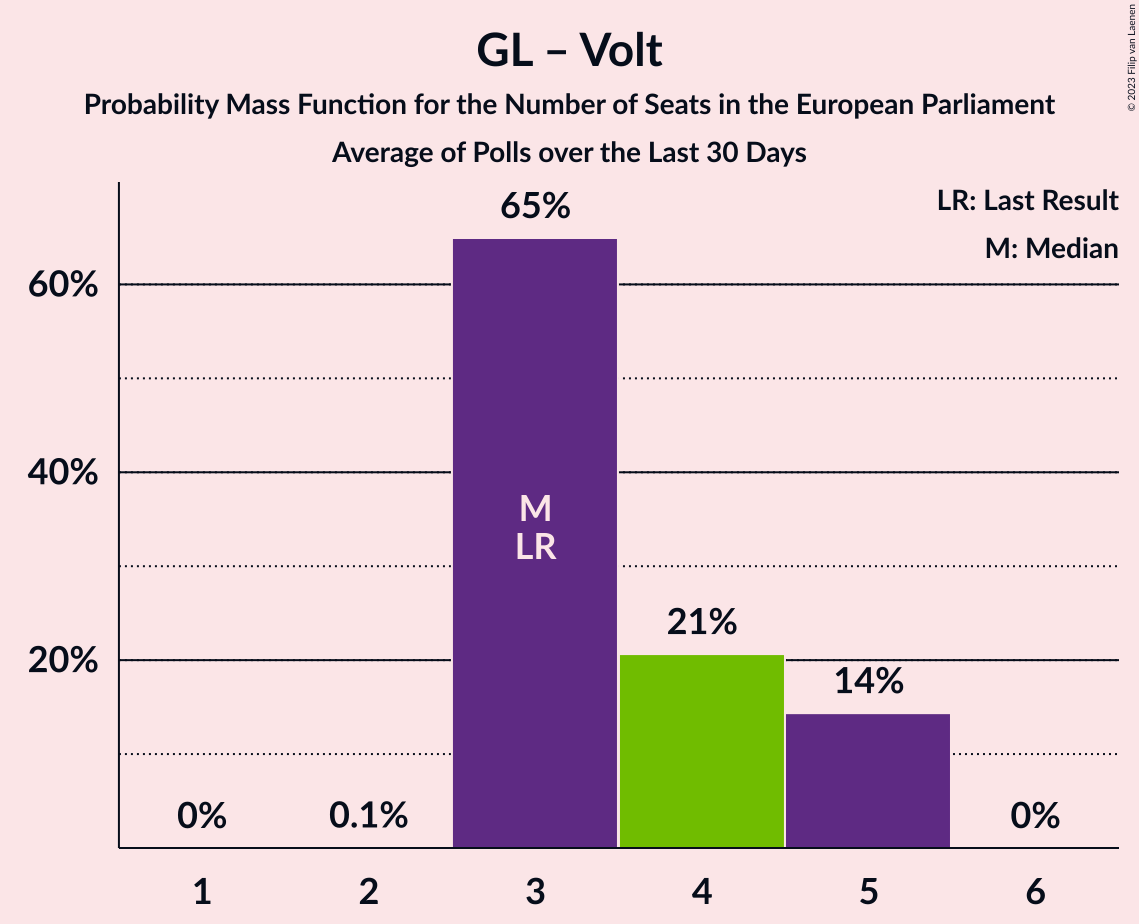 GL – Volt
Probability Mass Function for the Number of Seats in the European Parliament
Average of Polls over the Last 30 Days
© 2023 Filip van Laenen
LR: Last Result
M: Median
60%
40%
20%
65%
M
LR
21%
14%
0%
0.1%
0%
1
2
3
4
5
6